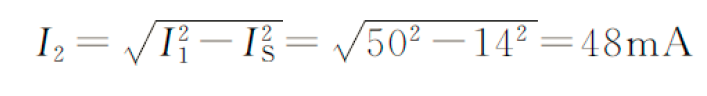 I₂ = √(I₁² − I_S²) = √(50² − 14²) = 48mA